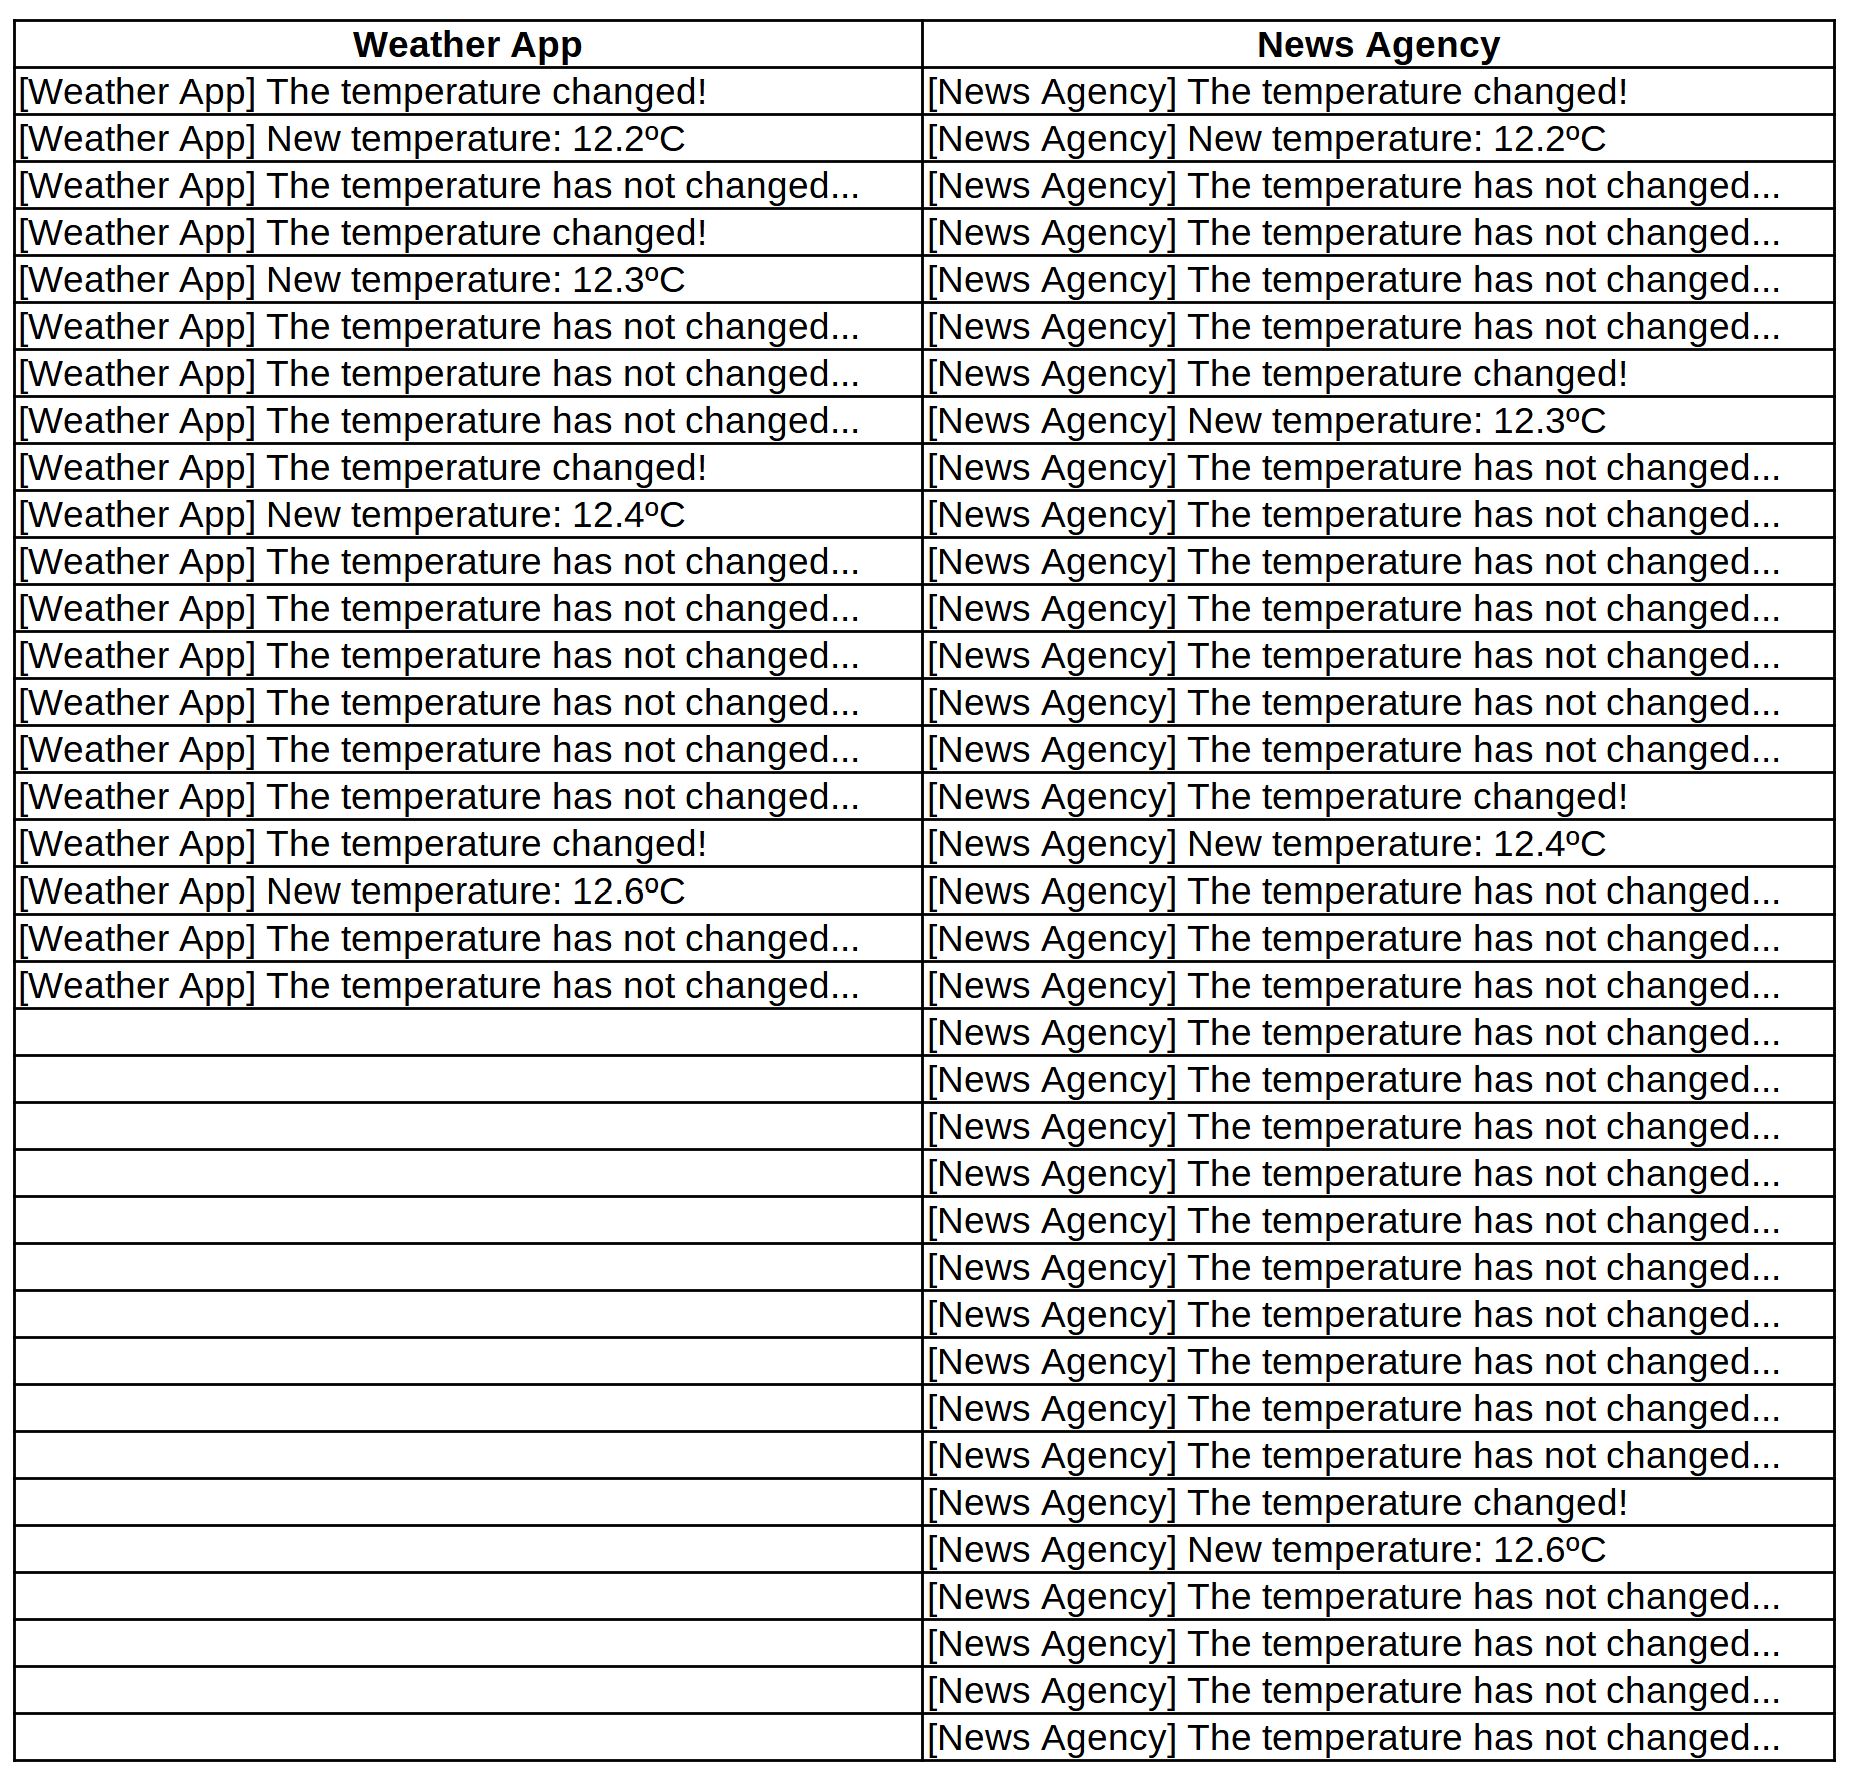 Weather App News Agency
[Weather App] The temperature changed! [News Agency] The temperature changed!
[Weather App] New temperature: 12.2ºC [News Agency] New temperature: 12.2ºC
[Weather App] The temperature has not changed... [News Agency] The temperature has not changed...
[Weather App] The temperature changed! [News Agency] The temperature has not changed...
[Weather App] New temperature: 12.3ºC [News Agency] The temperature has not changed...
[Weather App] The temperature has not changed... [News Agency] The temperature has not changed...
[Weather App] The temperature has not changed... [News Agency] The temperature changed!
[Weather App] The temperature has not changed... [News Agency] New temperature: 12.3ºC
[Weather App] The temperature changed! [News Agency] The temperature has not changed...
[Weather App] New temperature: 12.4ºC [News Agency] The temperature has not changed...
[Weather App] The temperature has not changed... [News Agency] The temperature has not changed...
[Weather App] The temperature has not changed... [News Agency] The temperature has not changed...
[Weather App] The temperature has not changed... [News Agency] The temperature has not changed...
[Weather App] The temperature has not changed... [News Agency] The temperature has not changed...
[Weather App] The temperature has not changed... [News Agency] The temperature has not changed...
[Weather App] The temperature has not changed... [News Agency] The temperature changed!
[Weather App] The temperature changed! [News Agency] New temperature: 12.4ºC
[Weather App] New temperature: 12.6ºC [News Agency] The temperature has not changed...
[Weather App] The temperature has not changed... [News Agency] The temperature has not changed...
[Weather App] The temperature has not changed... [News Agency] The temperature has not changed...
[News Agency] The temperature has not changed...
[News Agency] The temperature has not changed...
[News Agency] The temperature has not changed...
[News Agency] The temperature has not changed...
[News Agency] The temperature has not changed...
[News Agency] The temperature has not changed...
[News Agency] The temperature has not changed...
[News Agency] The temperature has not changed...
[News Agency] The temperature has not changed...
[News Agency] The temperature has not changed...
[News Agency] The temperature changed!
[News Agency] New temperature: 12.6ºC
[News Agency] The temperature has not changed...
[News Agency] The temperature has not changed...
[News Agency] The temperature has not changed...
[News Agency] The temperature has not changed...